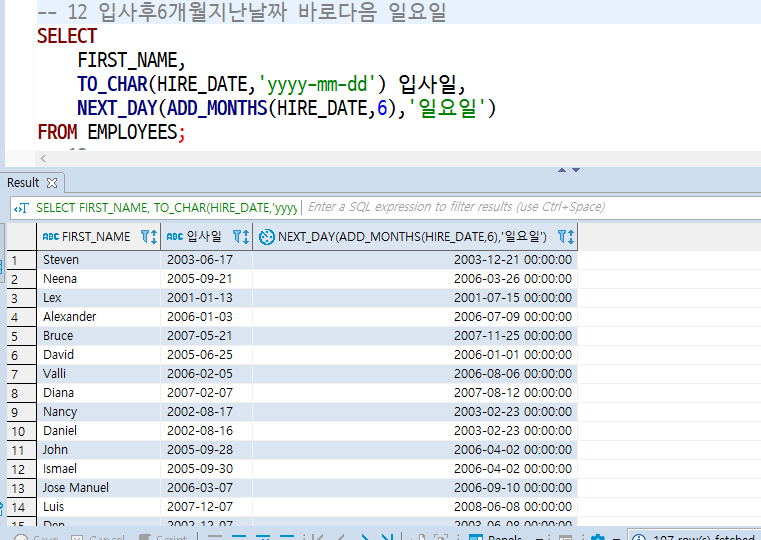 -- 12 입사후6개월지난날짜 바로다음 일요일
SELECT
FIRST_NAME,
TO_CHAR(HIRE_DATE,'yyyy-mm-dd') 입사일,
NEXT_DAY(ADD_MONTHS(HIRE_DATE,6),'일요일')
FROM EMPLOYEES;
Result
SELECT FIRST_NAME, TO_CHAR(HIRE_DATE,'yyyy Enter a SQL expression to filter results (use Ctrl+Space)
ABC FIRST_NAME ABC 입사일 NEXT_DAY(ADD_MONTHS(HIRE_DATE,6),'일요일')
1 Steven 2003-06-17 2003-12-21 00:00:00
2 Neena 2005-09-21 2006-03-26 00:00:00
3 Lex 2001-01-13 2001-07-15 00:00:00
4 Alexander 2006-01-03 2006-07-09 00:00:00
5 Bruce 2007-05-21 2007-11-25 00:00:00
6 David 2005-06-25 2006-01-01 00:00:00
7 Valli 2006-02-05 2006-08-06 00:00:00
8 Diana 2007-02-07 2007-08-12 00:00:00
9 Nancy 2002-08-17 2003-02-23 00:00:00
10 Daniel 2002-08-16 2003-02-23 00:00:00
11 John 2005-09-28 2006-04-02 00:00:00
12 Ismael 2005-09-30 2006-04-02 00:00:00
13 Jose Manuel 2006-03-07 2006-09-10 00:00:00
14 Luis 2007-12-07 2008-06-08 00:00:00
15 Den 2002-12-07 2003-06-08 00:00:00
Save Cancel Script Panels 107 row(s) fetched